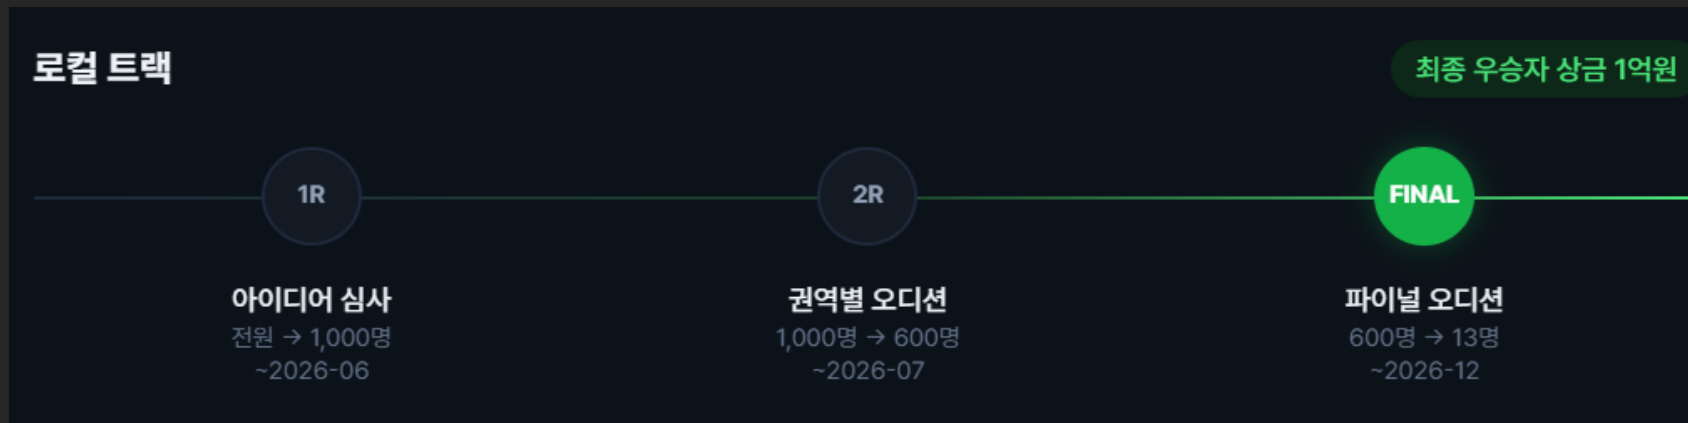 로컬 트랙
최종 우승자 상금 1억원
1R
2R
FINAL
아이디어 심사
전원 → 1,000명
~2026-06
권역별 오디션
1,000명 → 600명
~2026-07
파이널 오디션
600명 → 13명
~2026-12